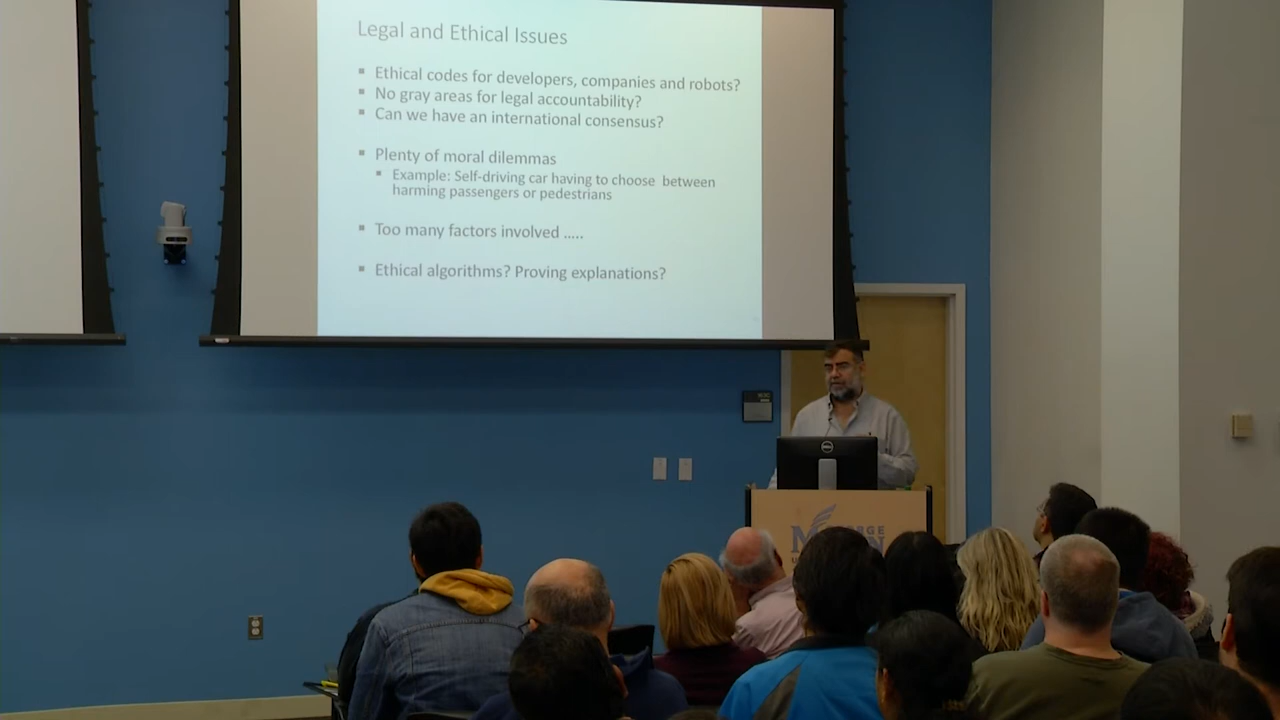 Legal and Ethical Issues
Ethical codes for developers, companies and robots?
No gray areas for legal accountability?
Can we have an international consensus?
Plenty of moral dilemmas
Example: Self-driving car having to choose between
harming passengers or pedestrians
Too many factors involved .....
Ethical algorithms? Proving explanations?
DELL